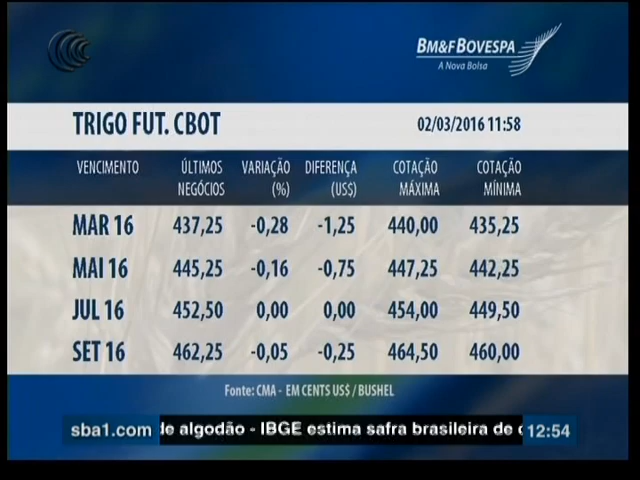 BM&FBOVESPA
A Nova Bolsa
TRIGO FUT. CBOT 02/03/2016 11:58
VENCIMENTO ÚLTIMOS NEGÓCIOS VARIAÇÃO (%) DIFERENÇA (US$) COTAÇÃO MÁXIMA COTAÇÃO MÍNIMA
MAR 16 437,25 -0,28 -1,25 440,00 435,25
MAI 16 445,25 -0,16 -0,75 447,25 442,25
JUL 16 452,50 0,00 0,00 454,00 449,50
SET 16 462,25 -0,05 -0,25 464,50 460,00
Fonte: CMA - EM CENTS US$ / BUSHEL
sba1.com de algodão - IBGE estima safra brasileira de 12:54